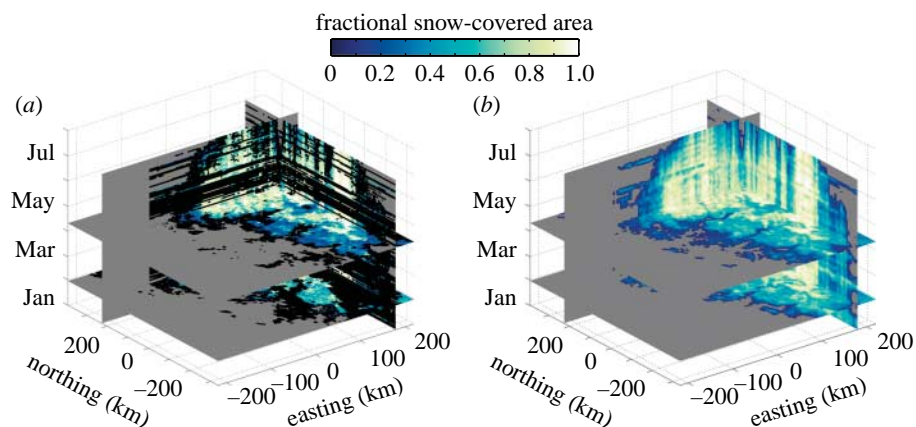 fractional snow-covered area
0 0.2 0.4 0.6 0.8 1.0
(a) (b)
Jul Jul
May May
Mar Mar
Jan Jan
200 0 −200 −200 −100 0 100 200
northing (km) easting (km)
200 0 −200 −200 −100 0 100 200
northing (km) easting (km)